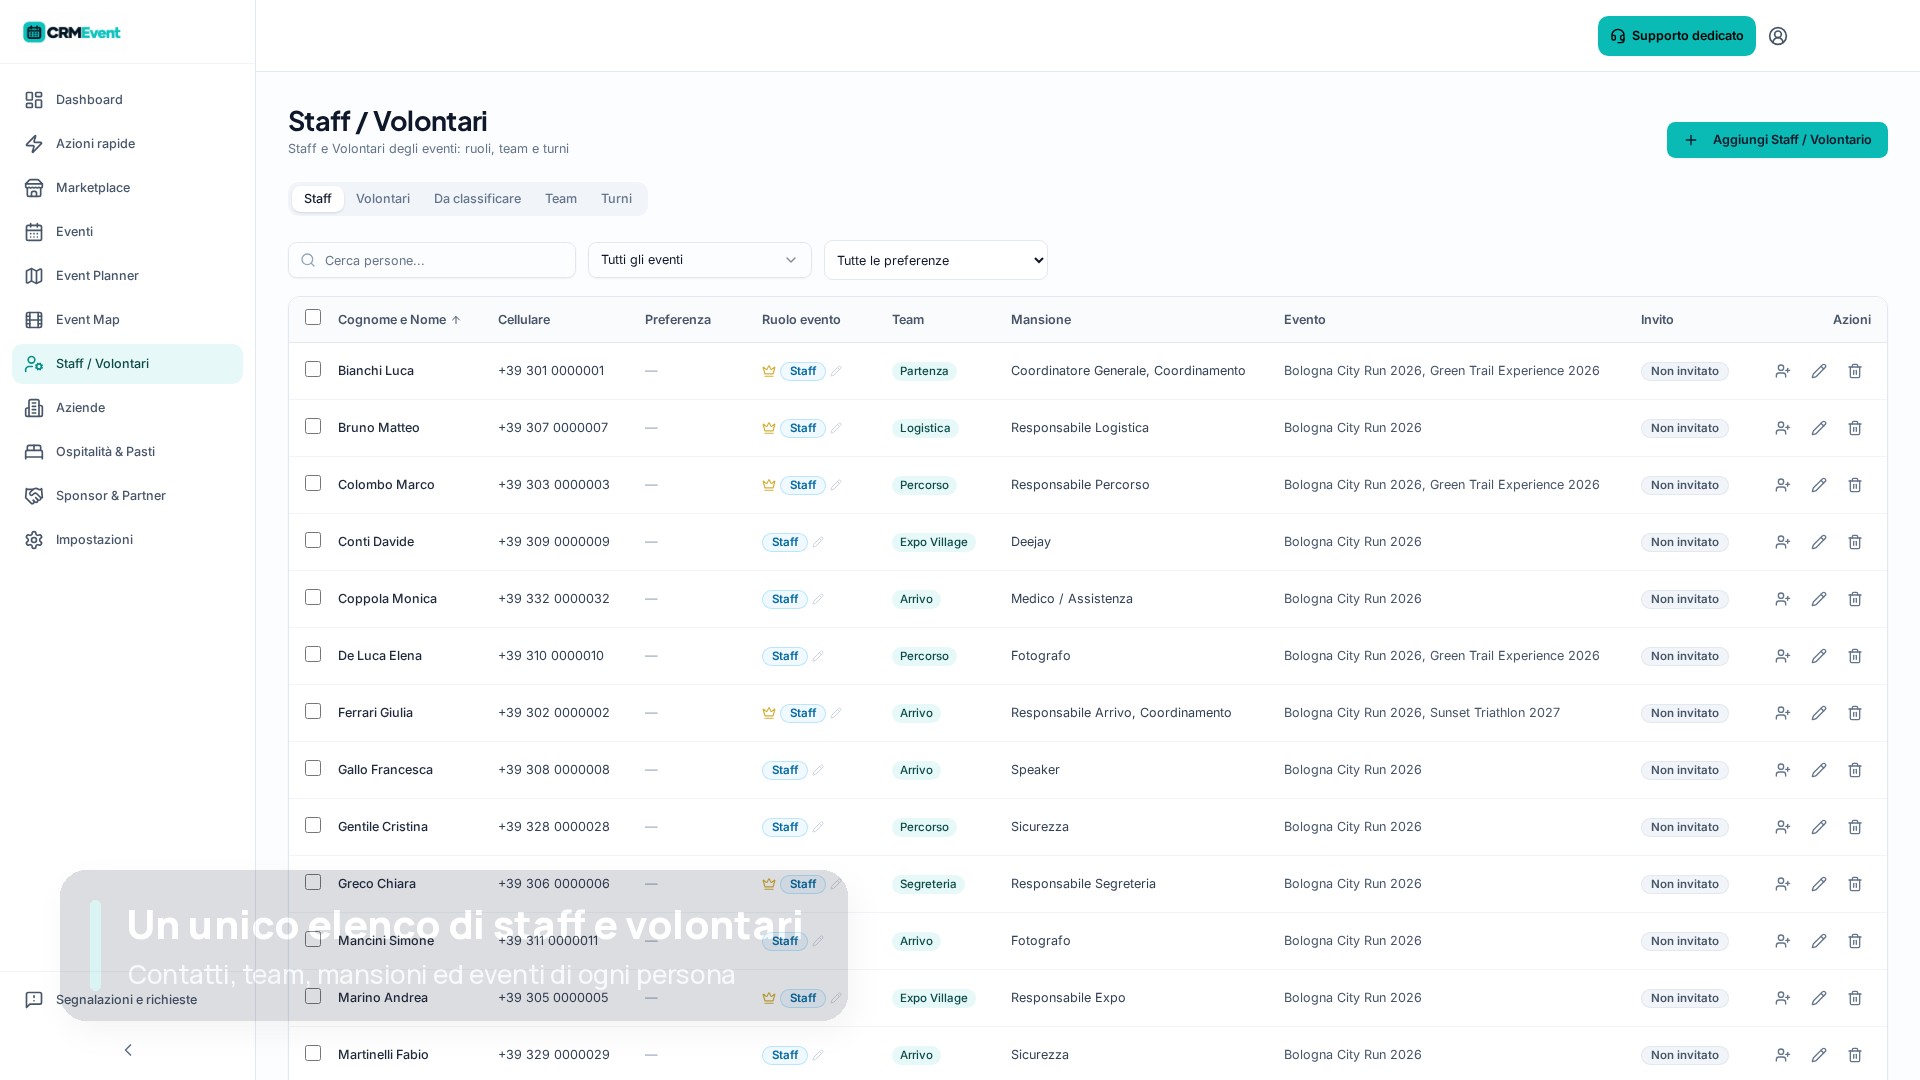 CRMEvent
Supporto dedicato
Dashboard
Azioni rapide
Marketplace
Eventi
Event Planner
Event Map
Staff / Volontari
Aziende
Ospitalità & Pasti
Sponsor & Partner
Impostazioni
Segnalazioni e richieste
Staff / Volontari
Staff e Volontari degli eventi: ruoli, team e turni
Aggiungi Staff / Volontario
Staff Volontari Da classificare Team Turni
Cerca persone... Tutti gli eventi Tutte le preferenze
Cognome e Nome Cellulare Preferenza Ruolo evento Team Mansione Evento Invito Azioni
Bianchi Luca +39 301 0000001 — Staff Partenza Coordinatore Generale, Coordinamento Bologna City Run 2026, Green Trail Experience 2026 Non invitato
Bruno Matteo +39 307 0000007 — Staff Logistica Responsabile Logistica Bologna City Run 2026 Non invitato
Colombo Marco +39 303 0000003 — Staff Percorso Responsabile Percorso Bologna City Run 2026, Green Trail Experience 2026 Non invitato
Conti Davide +39 309 0000009 — Staff Expo Village Deejay Bologna City Run 2026 Non invitato
Coppola Monica +39 332 0000032 — Staff Arrivo Medico / Assistenza Bologna City Run 2026 Non invitato
De Luca Elena +39 310 0000010 — Staff Percorso Fotografo Bologna City Run 2026, Green Trail Experience 2026 Non invitato
Ferrari Giulia +39 302 0000002 — Staff Arrivo Responsabile Arrivo, Coordinamento Bologna City Run 2026, Sunset Triathlon 2027 Non invitato
Gallo Francesca +39 308 0000008 — Staff Arrivo Speaker Bologna City Run 2026 Non invitato
Gentile Cristina +39 328 0000028 — Staff Percorso Sicurezza Bologna City Run 2026 Non invitato
Greco Chiara +39 306 0000006 — Staff Segreteria Responsabile Segreteria Bologna City Run 2026 Non invitato
Mancini Simone +39 311 0000011 — Staff Arrivo Fotografo Bologna City Run 2026 Non invitato
Marino Andrea +39 305 0000005 — Staff Expo Village Responsabile Expo Bologna City Run 2026 Non invitato
Martinelli Fabio +39 329 0000029 — Staff Arrivo Sicurezza Bologna City Run 2026 Non invitato
Un unico elenco di staff e volontari
Contatti, team, mansioni ed eventi di ogni persona